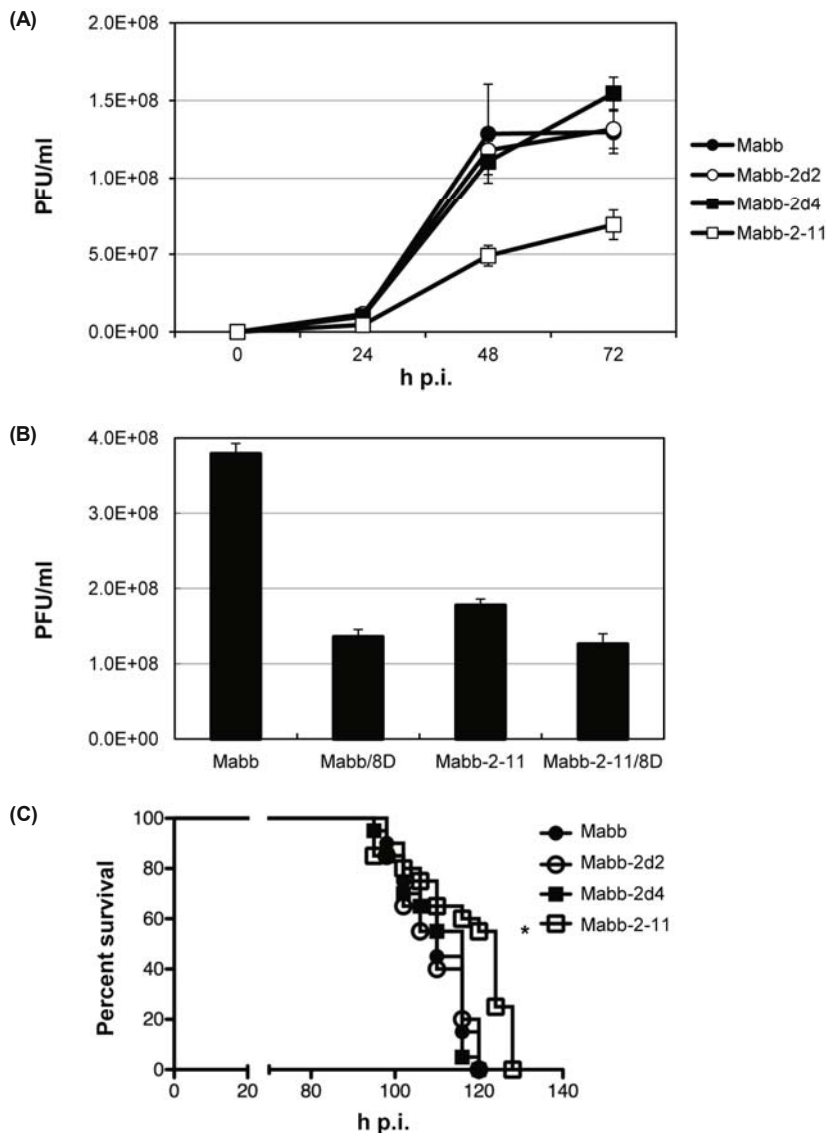 (A)
2.0E+08
1.5E+08
1.0E+08
5.0E+07
0.0E+00
PFU/ml
0 24 48 72
h p.i.
Mabb
Mabb-2d2
Mabb-2d4
Mabb-2-11
(B)
4.0E+08
3.0E+08
2.0E+08
1.0E+08
0.0E+00
PFU/ml
Mabb Mabb/8D Mabb-2-11 Mabb-2-11/8D
(C)
100
80
60
40
20
0
Percent survival
0 20 80 100 120 140
h p.i.
Mabb
Mabb-2d2
Mabb-2d4
Mabb-2-11
*